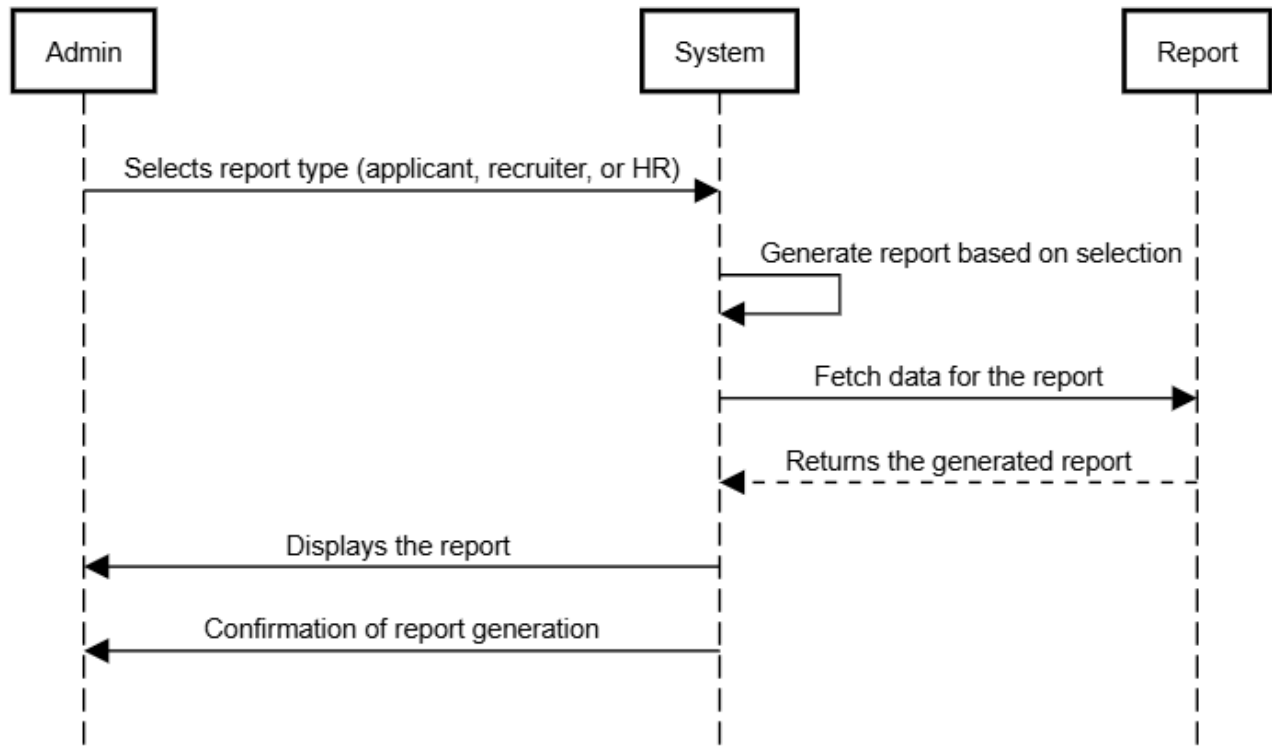 Admin
System
Report
Selects report type (applicant, recruiter, or HR)
Generate report based on selection
Fetch data for the report
Returns the generated report
Displays the report
Confirmation of report generation